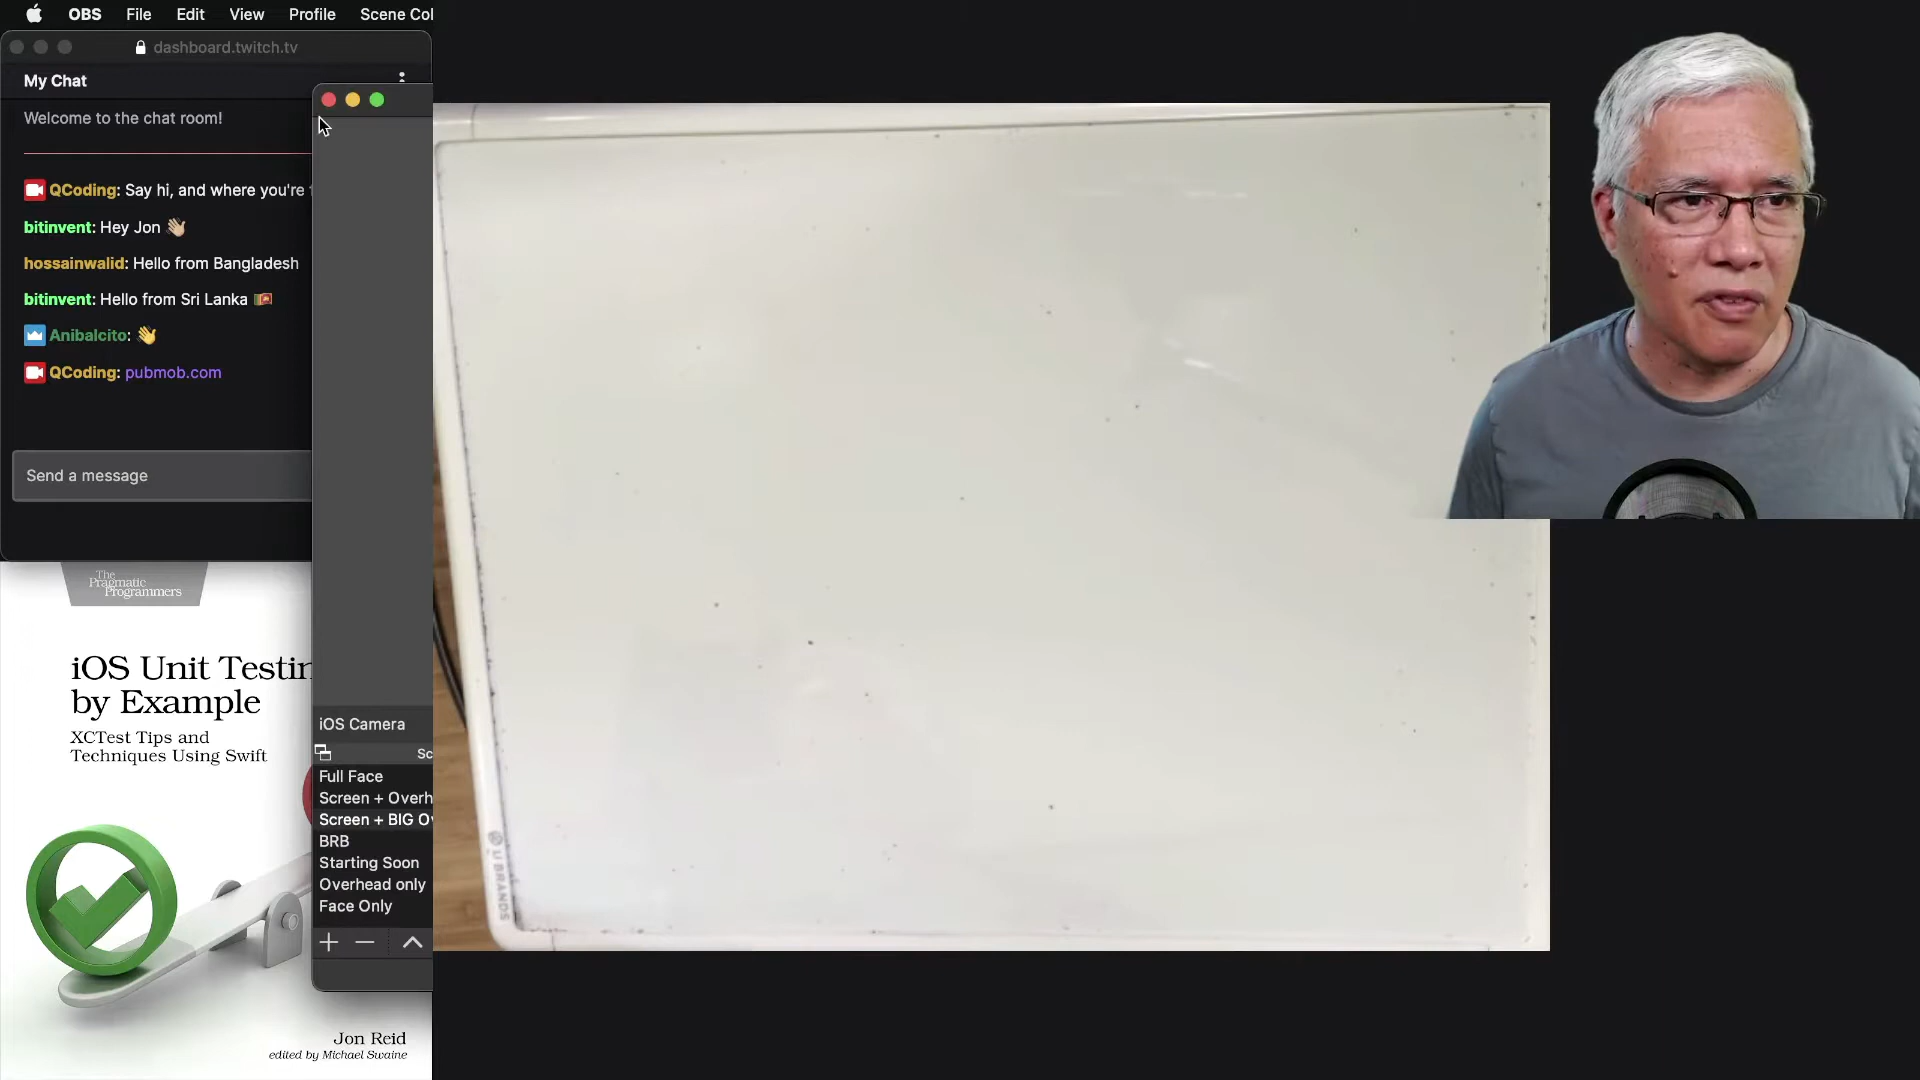 OBS File Edit View Profile Scene Col
dashboard.twitch.tv
My Chat
Welcome to the chat room!
QCoding: Say hi, and where you're
bitinvent: Hey Jon 👋🏼
hossainwalid: Hello from Bangladesh
bitinvent: Hello from Sri Lanka 🇱🇰
Anibalcito: 👋
QCoding: pubmob.com
Send a message
The
Pragmatic
Programmers
iOS Unit Testin
by Example
XCTest Tips and
Techniques Using Swift
Jon Reid
edited by Michael Swaine
iOS Camera
Sc
Full Face
Screen + Overh
Screen + BIG Ov
BRB
Starting Soon
Overhead only
Face Only
LI BRANDS